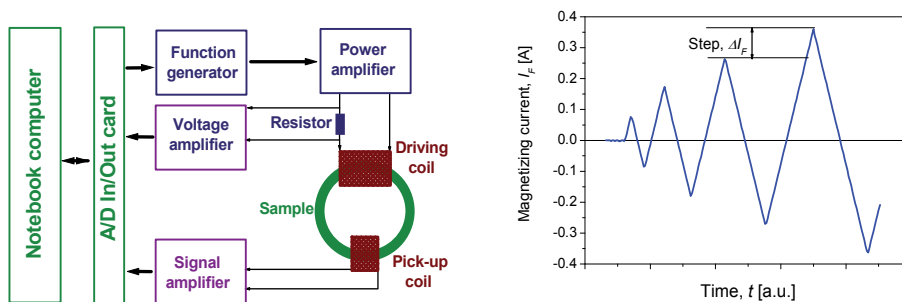 Notebook computer
A/D In/Out card
Function
generator
Power
amplifier
Voltage
amplifier
Resistor
Driving
coil
Sample
Signal
amplifier
Pick-up
coil
Magnetizing current, I_F [A]
0.4
0.3
0.2
0.1
0.0
-0.1
-0.2
-0.3
-0.4
Step, ΔI_F
Time, t [a.u.]